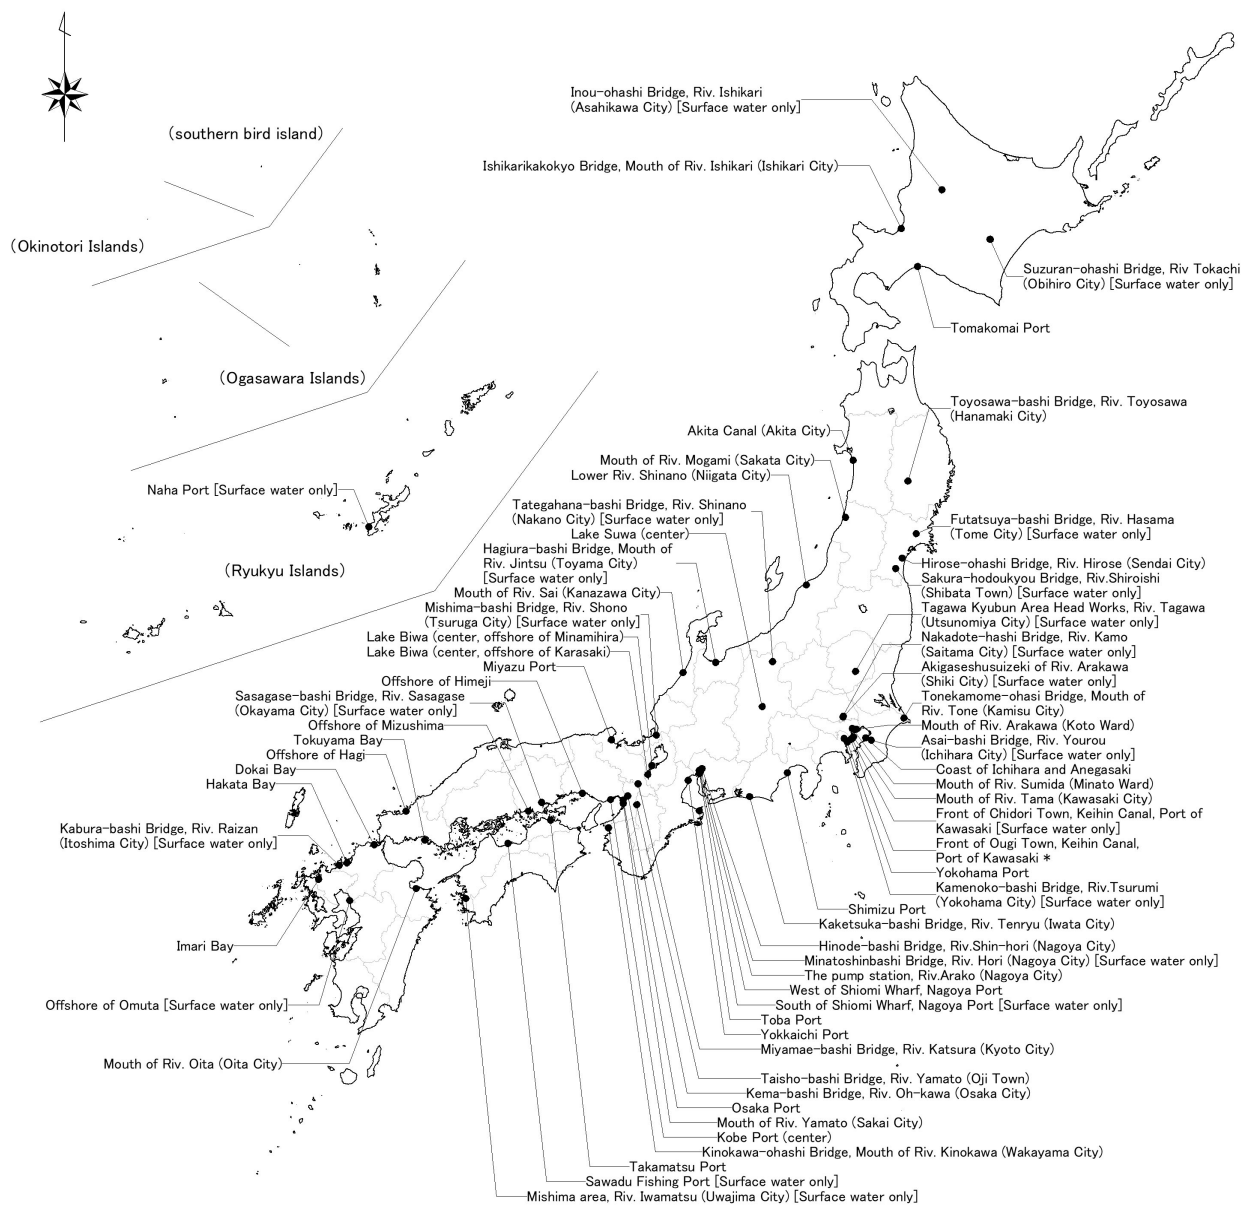 Inou-ohashi Bridge, Riv. Ishikari
(Asahikawa City) [Surface water only]
(southern bird island)
Ishikarikakokyo Bridge, Mouth of Riv. Ishikari (Ishikari City)
(Okinotori Islands)
Suzuran-ohashi Bridge, Riv Tokachi
(Obihiro City) [Surface water only]
Tomakomai Port
(Ogasawara Islands)
Toyosawa-bashi Bridge, Riv. Toyosawa
(Hanamaki City)
Akita Canal (Akita City)
Mouth of Riv. Mogami (Sakata City)
Lower Riv. Shinano (Niigata City)
Naha Port [Surface water only]
Tategahana-bashi Bridge, Riv. Shinano
(Nakano City) [Surface water only]
Lake Suwa (center)
Hagiura-bashi Bridge, Mouth of
Riv. Jintsu (Toyama City)
[Surface water only]
(Ryukyu Islands)
Mouth of Riv. Sai (Kanazawa City)
Mishima-bashi Bridge, Riv. Shono
(Tsuruga City) [Surface water only]
Lake Biwa (center, offshore of Minamihira)
Lake Biwa (center, offshore of Karasaki)
Miyazu Port
Offshore of Himeji
Sasagase-bashi Bridge, Riv. Sasagase
(Okayama City) [Surface water only]
Offshore of Mizushima
Tokuyama Bay
Offshore of Hagi
Dokai Bay
Hakata Bay
Kabura-bashi Bridge, Riv. Raizan
(Itoshima City) [Surface water only]
Imari Bay
Offshore of Omuta [Surface water only]
Mouth of Riv. Oita (Oita City)
Futatsuya-bashi Bridge, Riv. Hasama
(Tome City) [Surface water only]
Hirose-ohashi Bridge, Riv. Hirose (Sendai City)
Sakura-hodoukyou Bridge, Riv.Shiroishi
(Shibata Town) [Surface water only]
Tagawa Kyubun Area Head Works, Riv. Tagawa
(Utsunomiya City) [Surface water only]
Nakadote-hashi Bridge, Riv. Kamo
(Saitama City) [Surface water only]
Akigaseshusuizeki of Riv. Arakawa
(Shiki City) [Surface water only]
Tonekamome-ohasi Bridge, Mouth of
Riv. Tone (Kamisu City)
Mouth of Riv. Arakawa (Koto Ward)
Asai-bashi Bridge, Riv. Yourou
(Ichihara City) [Surface water only]
Coast of Ichihara and Anegasaki
Mouth of Riv. Sumida (Minato Ward)
Mouth of Riv. Tama (Kawasaki City)
Front of Chidori Town, Keihin Canal, Port of
Kawasaki [Surface water only]
Front of Ougi Town, Keihin Canal,
Port of Kawasaki *
Yokohama Port
Kamenoko-bashi Bridge, Riv.Tsurumi
(Yokohama City) [Surface water only]
Shimizu Port
Kaketsuka-bashi Bridge, Riv. Tenryu (Iwata City)
Hinode-bashi Bridge, Riv.Shin-hori (Nagoya City)
Minatoshinbashi Bridge, Riv. Hori (Nagoya City) [Surface water only]
The pump station, Riv.Arako (Nagoya City)
West of Shiomi Wharf, Nagoya Port
South of Shiomi Wharf, Nagoya Port [Surface water only]
Toba Port
Yokkaichi Port
Miyamae-bashi Bridge, Riv. Katsura (Kyoto City)
Taisho-bashi Bridge, Riv. Yamato (Oji Town)
Kema-bashi Bridge, Riv. Oh-kawa (Osaka City)
Osaka Port
Mouth of Riv. Yamato (Sakai City)
Kobe Port (center)
Kinokawa-ohashi Bridge, Mouth of Riv. Kinokawa (Wakayama City)
Takamatsu Port
Sawadu Fishing Port [Surface water only]
Mishima area, Riv. Iwamatsu (Uwajima City) [Surface water only]